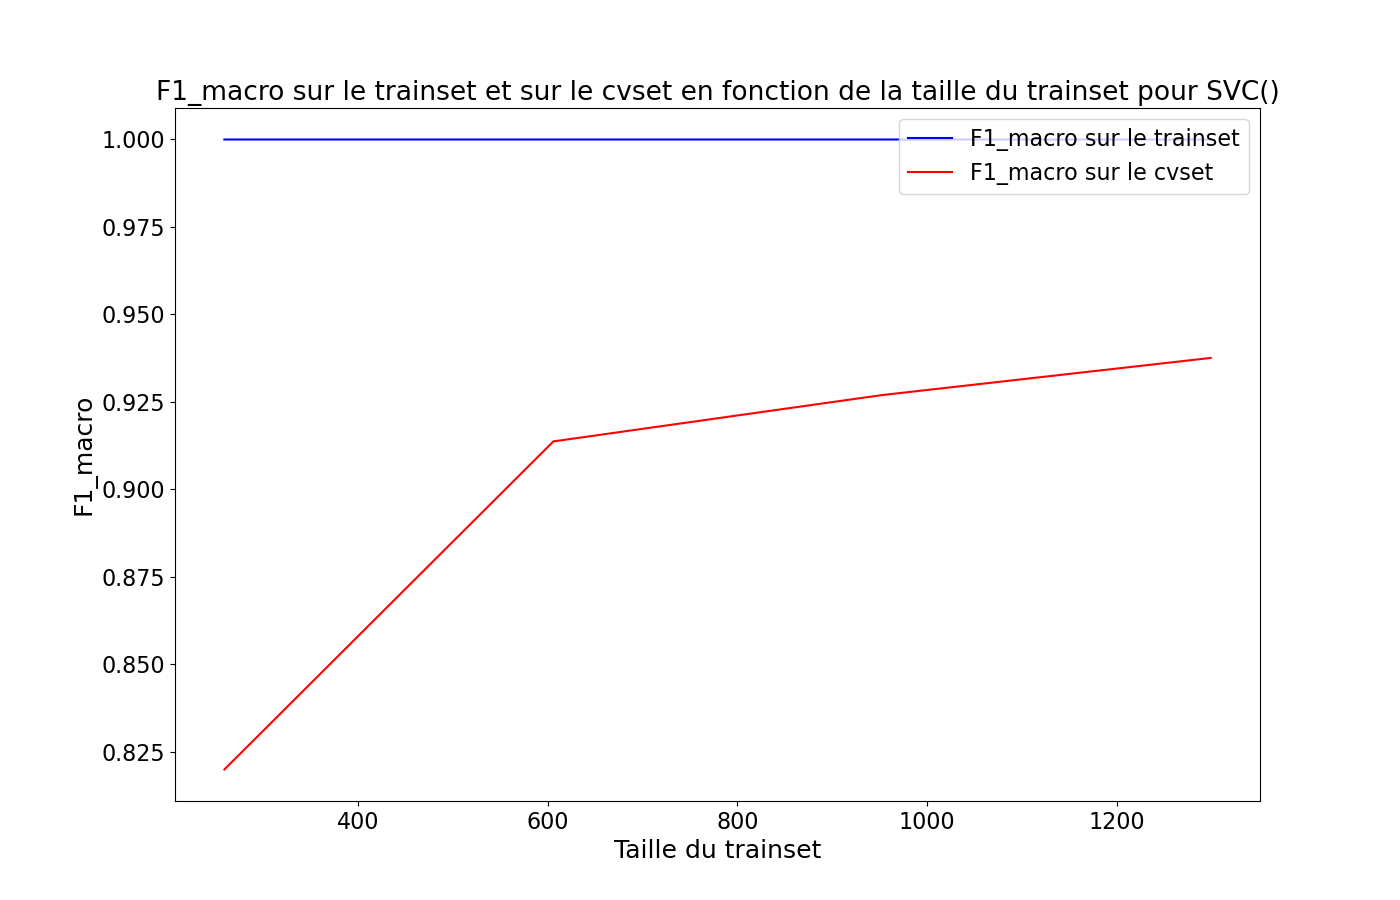 F1_macro sur le trainset et sur le cvset en fonction de la taille du trainset pour SVC()
F1_macro sur le trainset
F1_macro sur le cvset
1.000
0.975
0.950
0.925
0.900
0.875
0.850
0.825
F1_macro
400 600 800 1000 1200
Taille du trainset